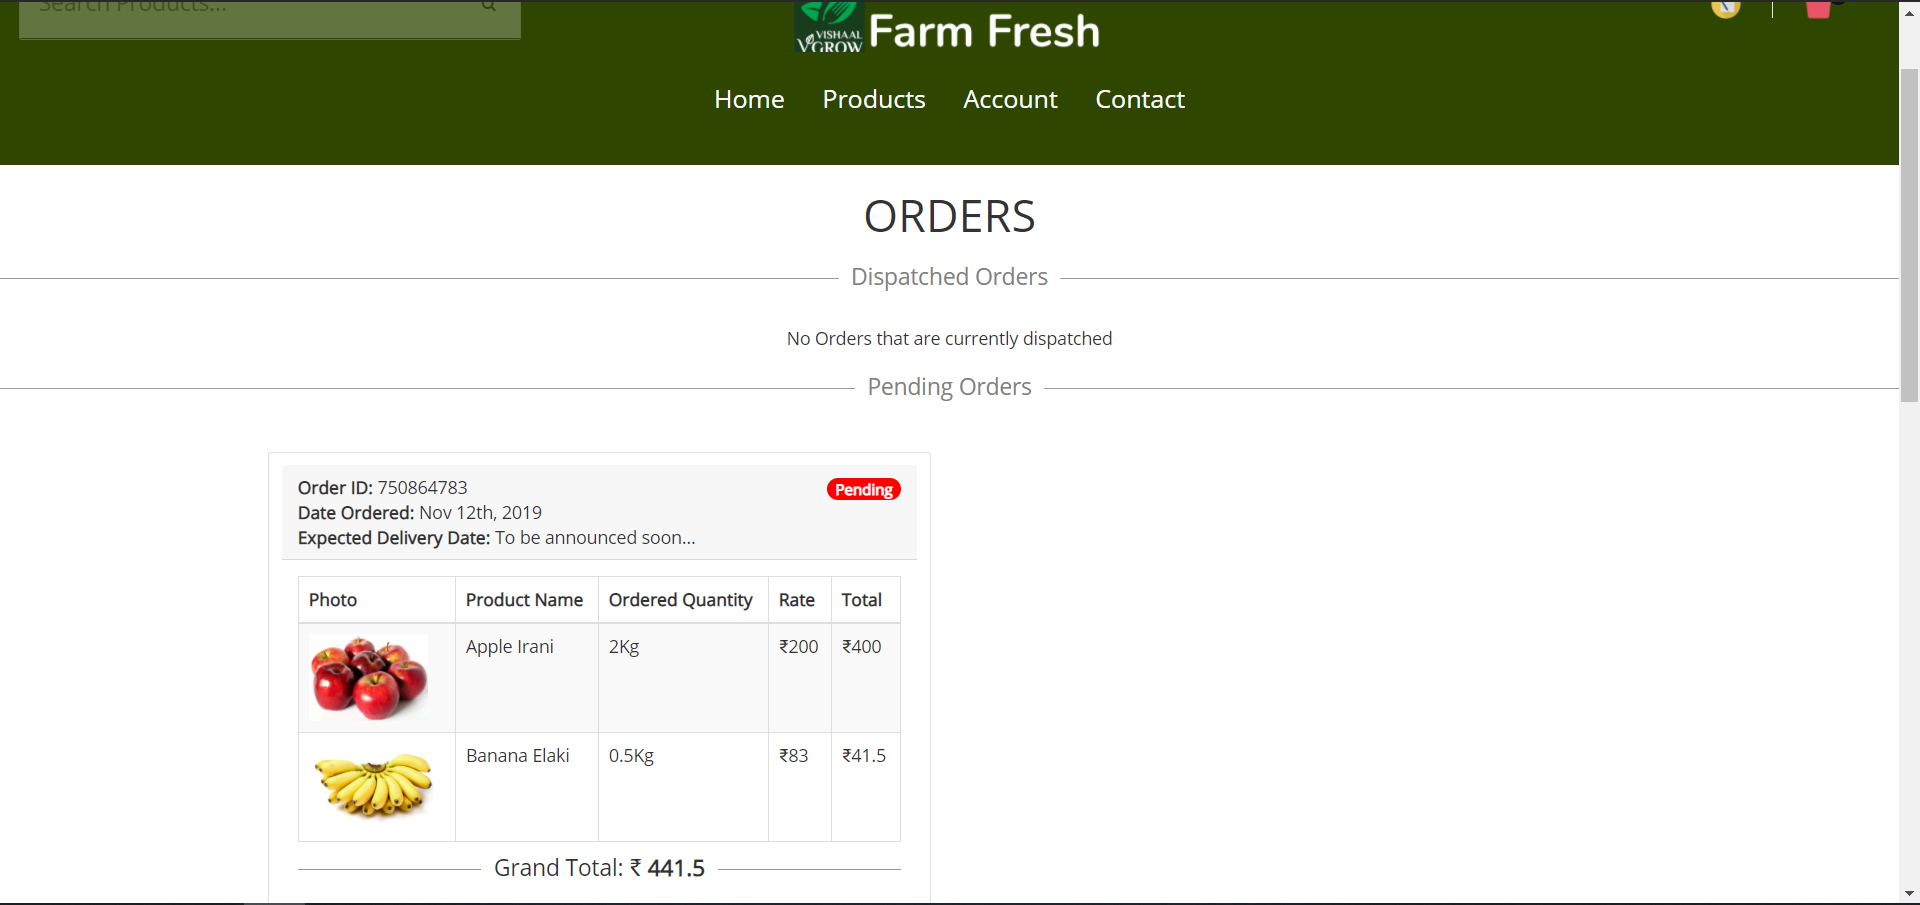 Search Products...
VISHAAL
VGROW
Farm Fresh
Home Products Account Contact
ORDERS
Dispatched Orders
No Orders that are currently dispatched
Pending Orders
Order ID: 750864783 Pending
Date Ordered: Nov 12th, 2019
Expected Delivery Date: To be announced soon...
Photo Product Name Ordered Quantity Rate Total
Apple Irani 2Kg ₹200 ₹400
Banana Elaki 0.5Kg ₹83 ₹41.5
Grand Total: ₹ 441.5